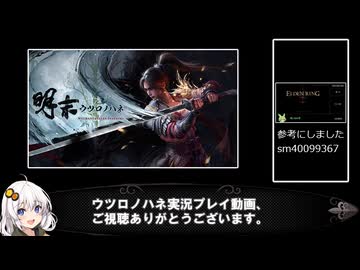 明末
ウツロノハネ
ELDEN RING
参考にしました
sm40099367
ウツロノハネ実況プレイ動画、
ご視聴ありがとうございます。